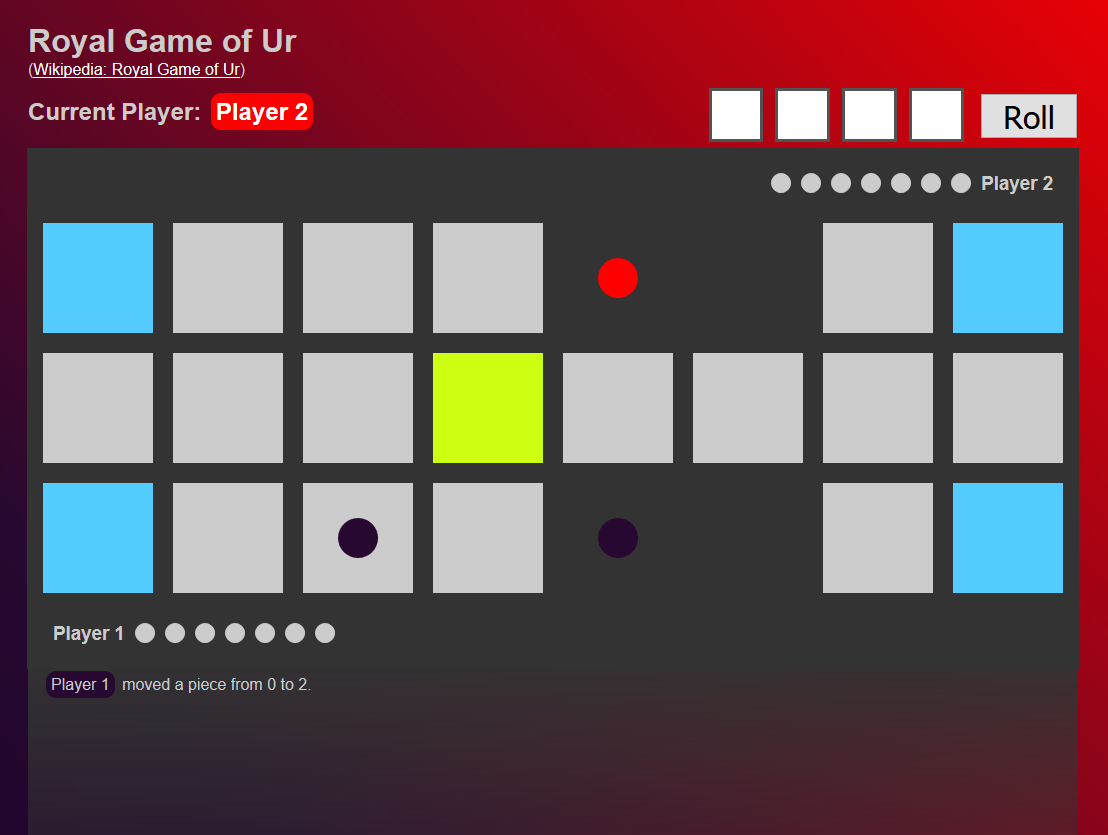 Royal Game of Ur
(Wikipedia: Royal Game of Ur)
Current Player: Player 2
Roll
Player 2
Player 1
Player 1 moved a piece from 0 to 2.